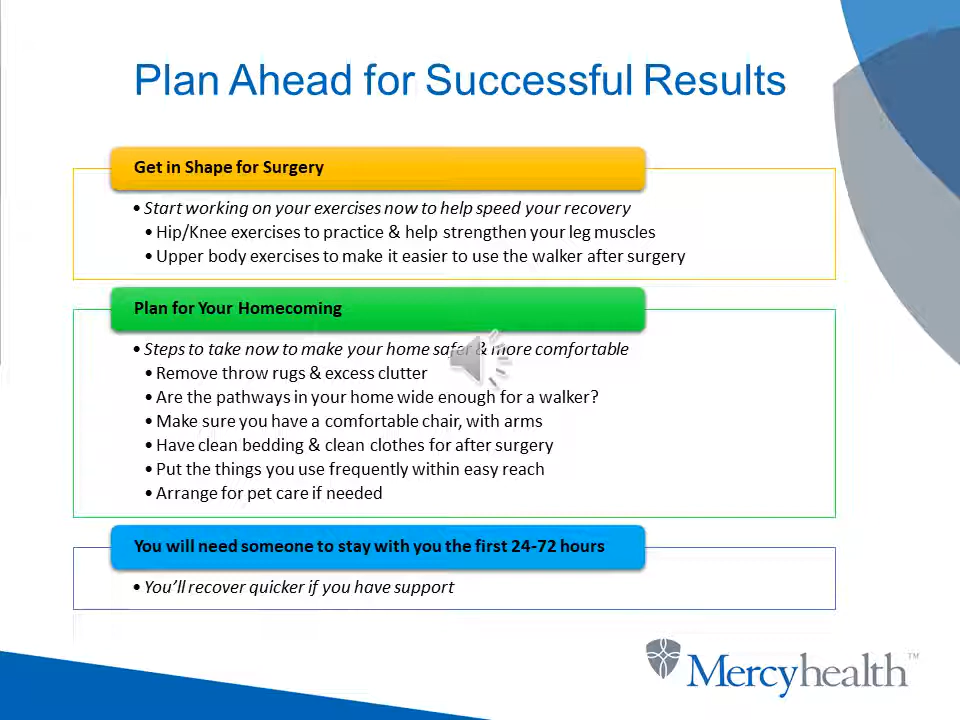 Plan Ahead for Successful Results
Get in Shape for Surgery
• Start working on your exercises now to help speed your recovery
• Hip/Knee exercises to practice & help strengthen your leg muscles
• Upper body exercises to make it easier to use the walker after surgery
Plan for Your Homecoming
• Steps to take now to make your home safer & more comfortable
• Remove throw rugs & excess clutter
• Are the pathways in your home wide enough for a walker?
• Make sure you have a comfortable chair, with arms
• Have clean bedding & clean clothes for after surgery
• Put the things you use frequently within easy reach
• Arrange for pet care if needed
You will need someone to stay with you the first 24-72 hours
• You’ll recover quicker if you have support
Mercyhealth™